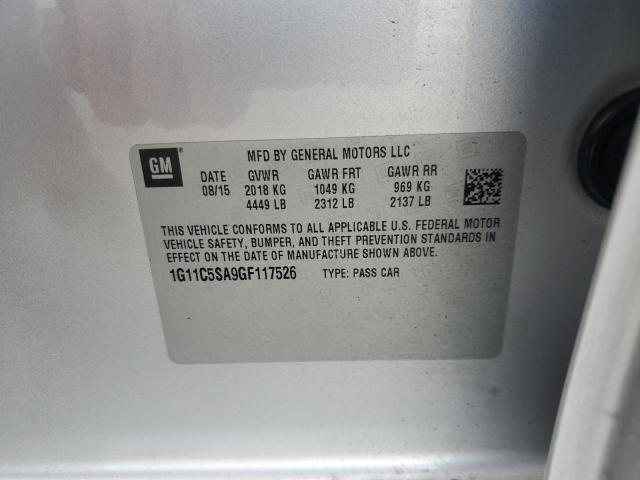 GM
MFD BY GENERAL MOTORS LLC
DATE GVWR GAWR FRT GAWR RR
08/15 2018 KG 1049 KG 969 KG
4449 LB 2312 LB 2137 LB
THIS VEHICLE CONFORMS TO ALL APPLICABLE U.S. FEDERAL MOTOR
VEHICLE SAFETY, BUMPER, AND THEFT PREVENTION STANDARDS IN
EFFECT ON THE DATE OF MANUFACTURE SHOWN ABOVE.
1G11C5SA9GF117526 TYPE: PASS CAR